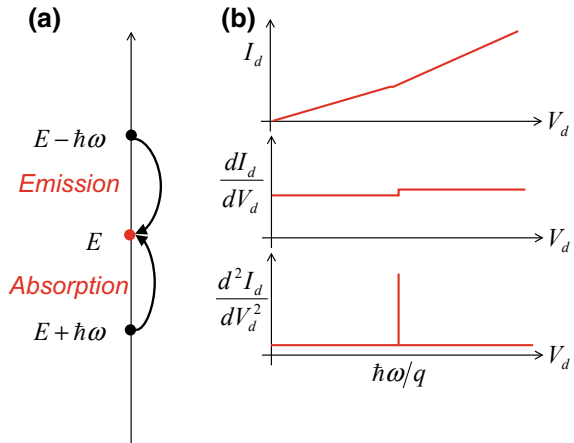 (a)
E − ħω
Emission
E
Absorption
E + ħω
(b)
I_d
V_d
dI_d/dV_d
V_d
d²I_d/dV_d²
V_d
ħω/q